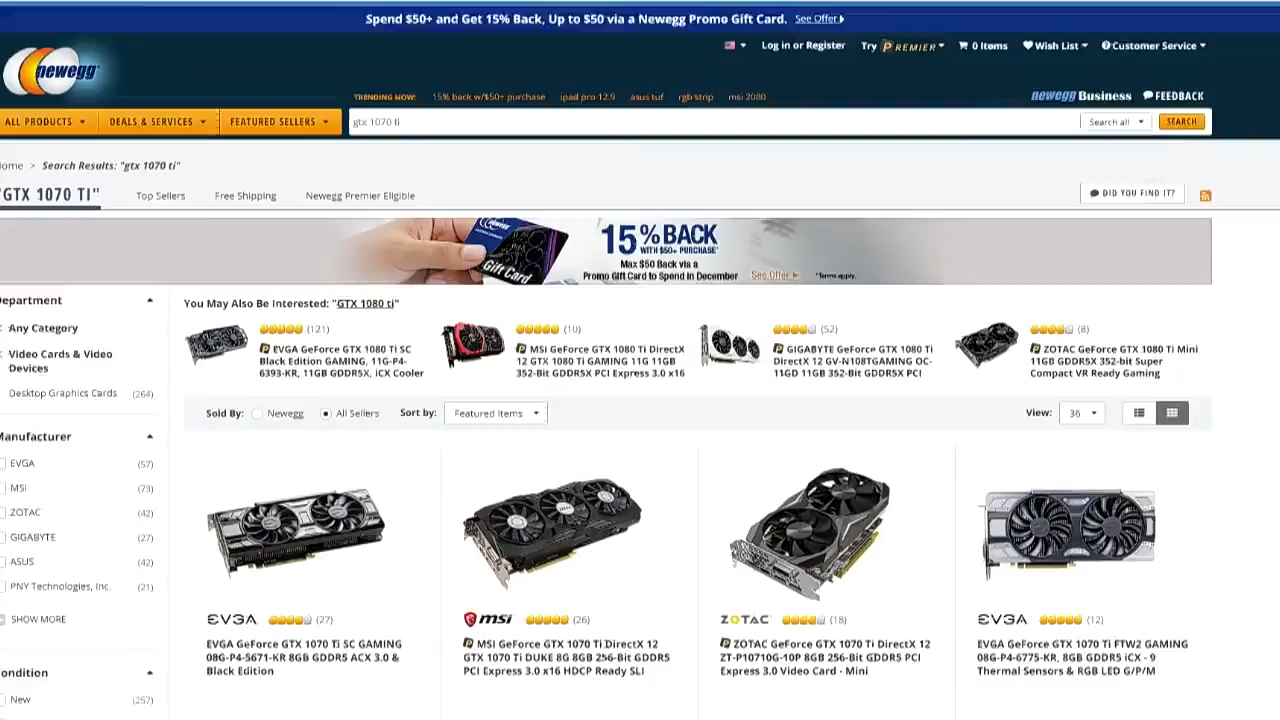 Spend $50+ and Get 15% Back, Up to $50 via a Newegg Promo Gift Card. See Offer
Log in or Register Try PREMIER 0 Items Wish List Customer Service
newegg
TRENDING NOW: 15% back w/$50+ purchase ipad pro 12.9 asus tuf rgb strip msi 2080
newegg Business FEEDBACK
ALL PRODUCTS DEALS & SERVICES FEATURED SELLERS gtx 1070 ti Search all SEARCH
ome > Search Results: "gtx 1070 ti"
"GTX 1070 TI" Top Sellers Free Shipping Newegg Premier Eligible DID YOU FIND IT?
newegg
Gift Card
15% BACK
WITH $50+ PURCHASE*
Max $50 Back via a
Promo Gift Card to Spend in December See Offer *Terms apply.
epartment
Any Category
Video Cards & Video
Devices
Desktop Graphics Cards (264)
anufacturer
EVGA (57)
MSI (73)
ZOTAC (42)
GIGABYTE (27)
ASUS (42)
PNY Technologies, Inc. (21)
SHOW MORE
ondition
New (257)
You May Also Be Interested: "GTX 1080 ti"
(121)
EVGA GeForce GTX 1080 Ti SC
Black Edition GAMING, 11G-P4-
6393-KR, 11GB GDDR5X, iCX Cooler
(10)
MSI GeForce GTX 1080 Ti DirectX
12 GTX 1080 Ti GAMING 11G 11GB
352-Bit GDDR5X PCI Express 3.0 x16
(52)
GIGABYTE GeForce GTX 1080 Ti
DirectX 12 GV-N108TGAMING OC-
11GD 11GB 352-Bit GDDR5X PCI
(8)
ZOTAC GeForce GTX 1080 Ti Mini
11GB GDDR5X 352-bit Super
Compact VR Ready Gaming
Sold By: Newegg All Sellers Sort by: Featured Items View: 36
EVGA (27)
EVGA GeForce GTX 1070 Ti SC GAMING
08G-P4-5671-KR 8GB GDDR5 ACX 3.0 &
Black Edition
msi (26)
MSI GeForce GTX 1070 Ti DirectX 12
GTX 1070 Ti DUKE 8G 8GB 256-Bit GDDR5
PCI Express 3.0 x16 HDCP Ready SLI
ZOTAC (18)
ZOTAC GeForce GTX 1070 Ti DirectX 12
ZT-P10710G-10P 8GB 256-Bit GDDR5 PCI
Express 3.0 Video Card - Mini
EVGA (12)
EVGA GeForce GTX 1070 Ti FTW2 GAMING
08G-P4-6775-KR, 8GB GDDR5 iCX - 9
Thermal Sensors & RGB LED G/P/M